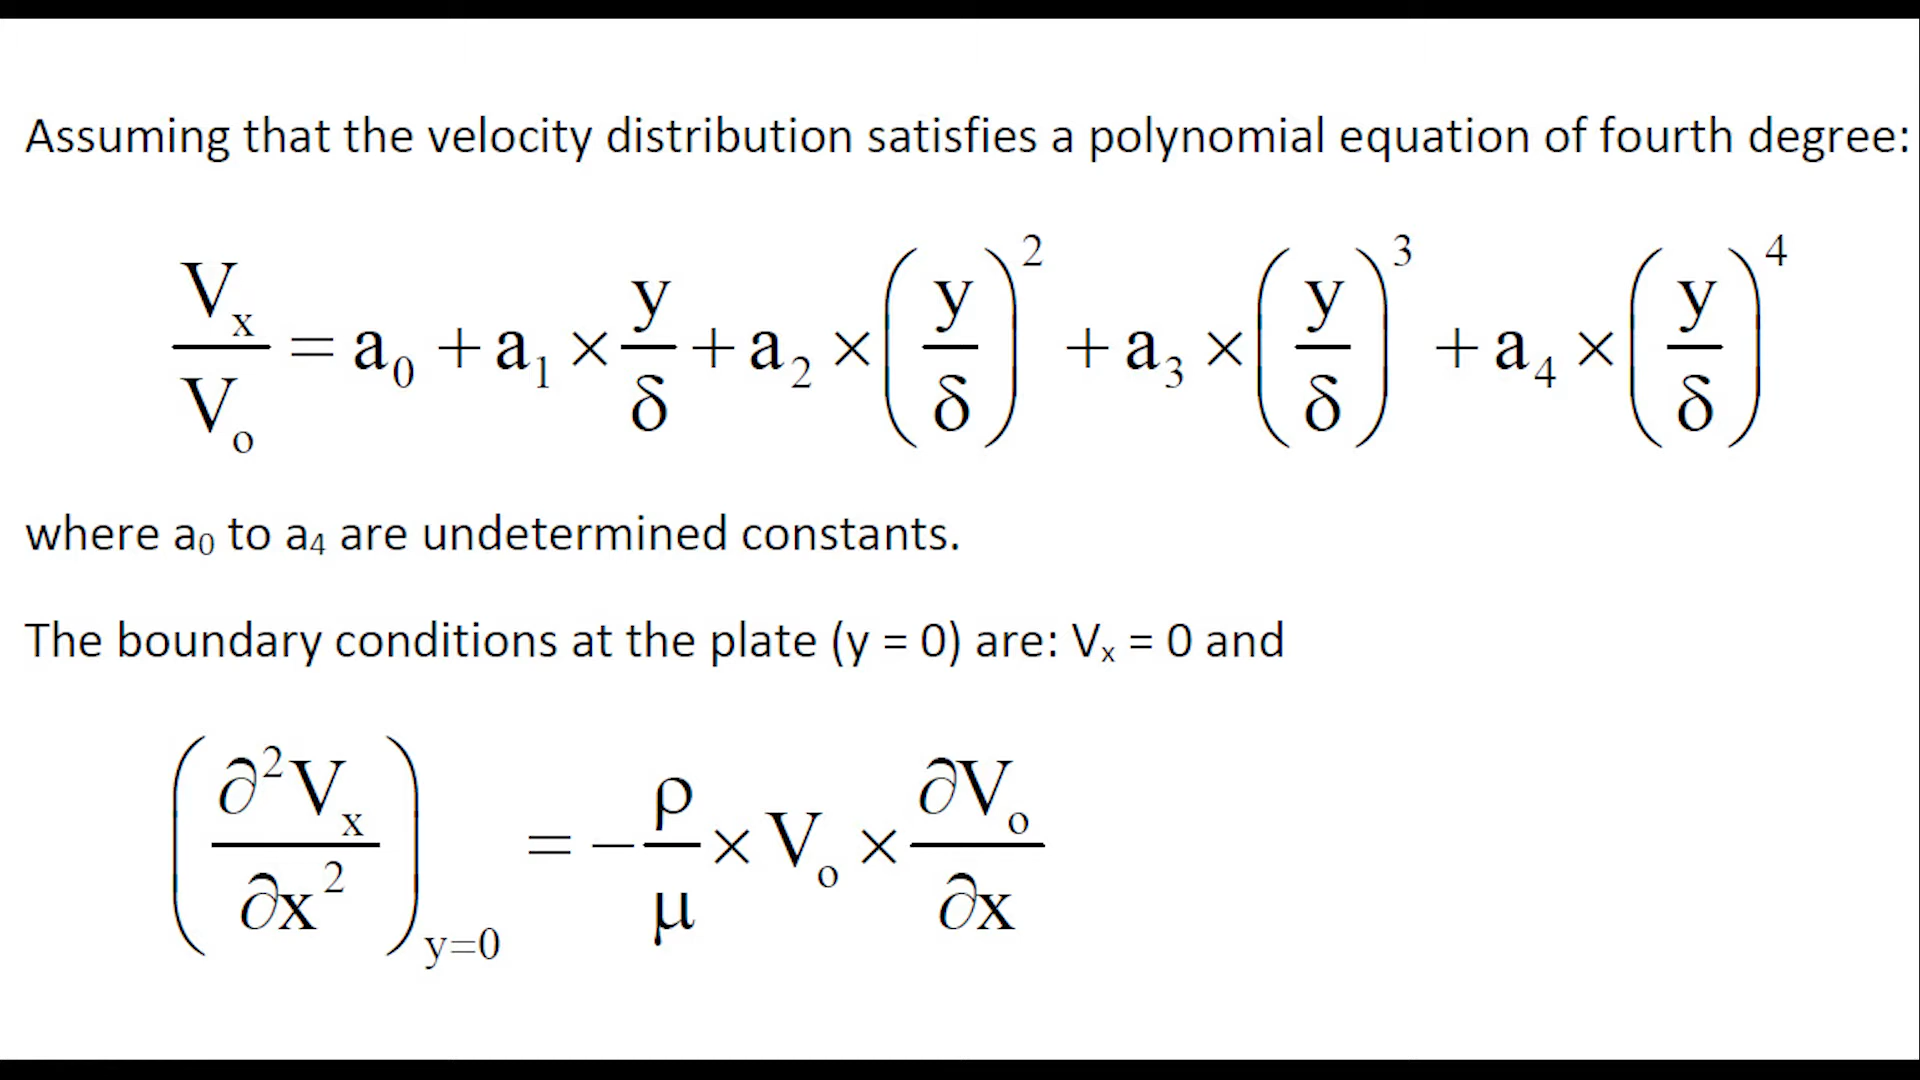 Assuming that the velocity distribution satisfies a polynomial equation of fourth degree:
Vₓ/Vₒ = a₀ + a₁ × y/δ + a₂ × (y/δ)² + a₃ × (y/δ)³ + a₄ × (y/δ)⁴
where a₀ to a₄ are undetermined constants.
The boundary conditions at the plate (y = 0) are: Vₓ = 0 and
(∂²Vₓ/∂x²)y=0 = −ρ/μ × Vₒ × ∂Vₒ/∂x